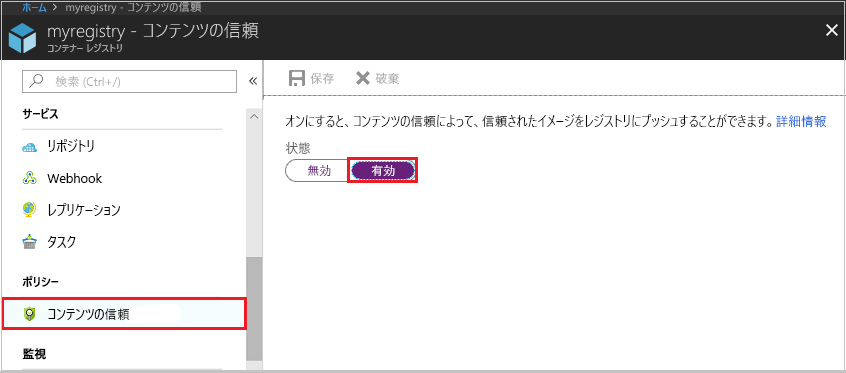 ホーム > myregistry - コンテンツの信頼
myregistry - コンテンツの信頼
コンテナー レジストリ
検索 (Ctrl+/)
サービス
リポジトリ
Webhook
レプリケーション
タスク
ポリシー
コンテンツの信頼
監視
保存 破棄
オンにすると、コンテンツの信頼によって、信頼されたイメージをレジストリにプッシュすることができます。詳細情報
状態
無効 有効